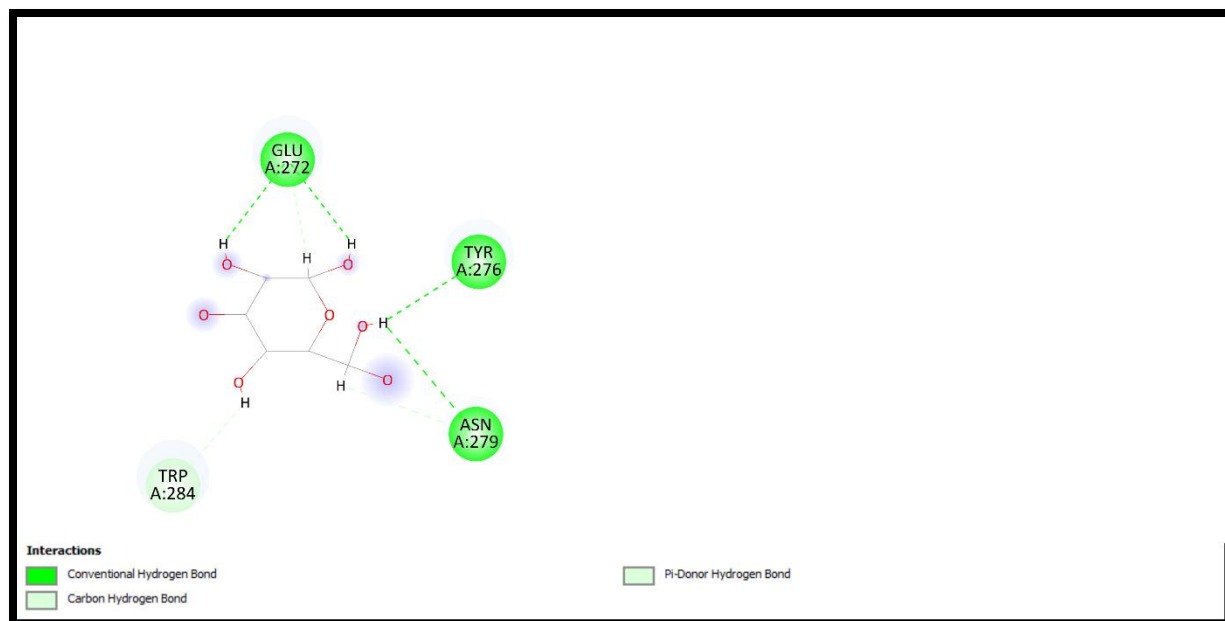 GLU
A:272
H
H
H
O
O
TYR
A:276
O
O
O
H
O
H
O
H
ASN
A:279
TRP
A:284
Interactions
Conventional Hydrogen Bond
Carbon Hydrogen Bond
Pi-Donor Hydrogen Bond